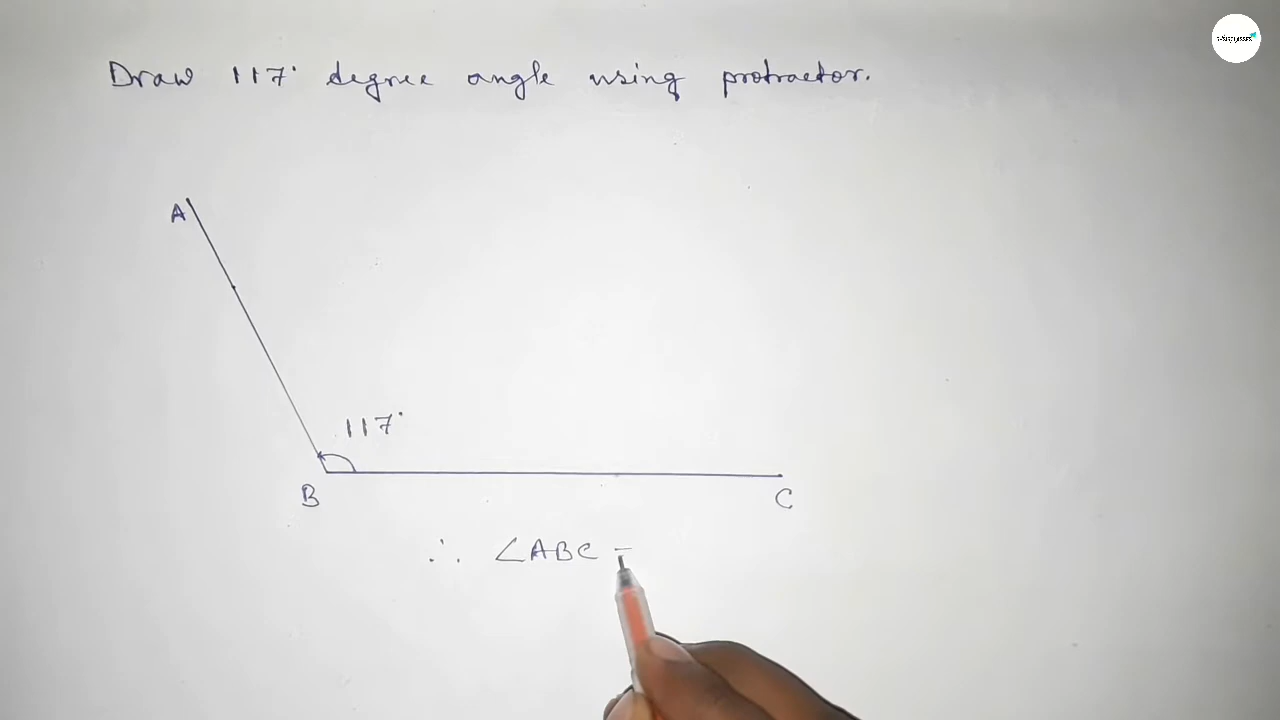 Draw 117° degree angle using protractor.
A
117°
B
C
∴ ∠ABC =